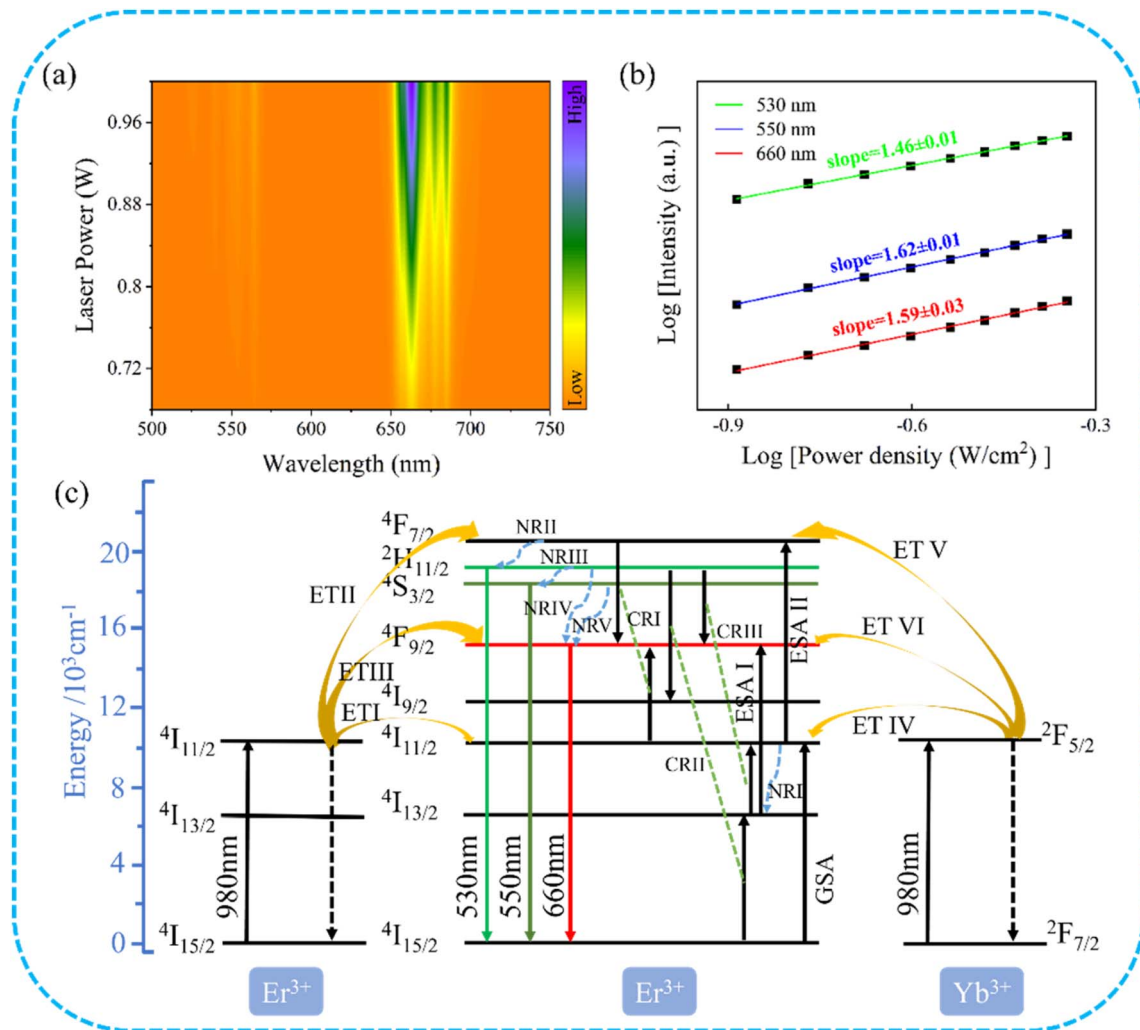 (a)
High
Low
Laser Power (W)
0.96
0.88
0.8
0.72
500 550 600 650 700 750
Wavelength (nm)
(b)
530 nm
550 nm
660 nm
slope=1.46±0.01
slope=1.62±0.01
slope=1.59±0.03
Log [Intensity (a.u.) ]
-0.9 -0.6 -0.3
Log [Power density (W/cm²) ]
(c)
Energy /10³cm⁻¹
20
16
12
8
4
0
⁴I₁₁/₂
⁴I₁₃/₂
⁴I₁₅/₂
980nm
ETII
ETIII
ETI
⁴F₇/₂
²H₁₁/₂
⁴S₃/₂
⁴F₉/₂
⁴I₉/₂
⁴I₁₁/₂
⁴I₁₃/₂
⁴I₁₅/₂
NRII
NRIII
NRIV
NRV
CRI
CRIII
CRII
ESA I
ESA II
NRI
GSA
530nm
550nm
660nm
ET V
ET VI
ET IV
²F₅/₂
980nm
²F₇/₂
Er³⁺
Er³⁺
Yb³⁺